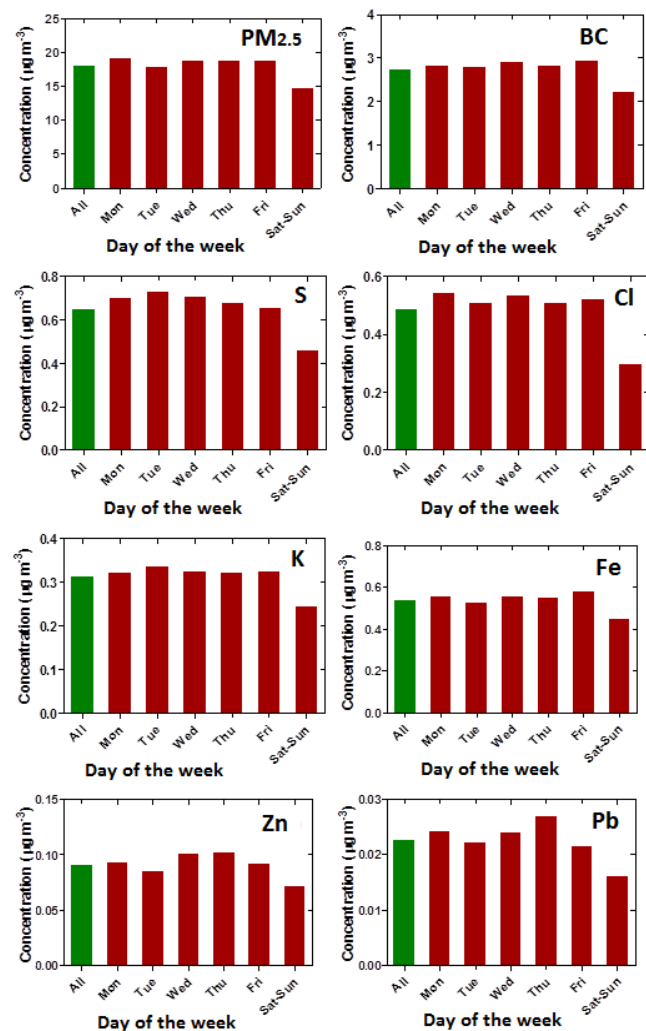 PM2.5
Concentration (µg m-3)
25
20
15
10
5
0
All Mon Tue Wed Thu Fri Sat-Sun
Day of the week
BC
Concentration (µg m-3)
4
3
2
1
0
All Mon Tue Wed Thu Fri Sat-Sun
Day of the week
S
Concentration (µg m-3)
0.8
0.6
0.4
0.2
0.0
All Mon Tue Wed Thu Fri Sat-Sun
Day of the week
Cl
Concentration (µg m-3)
0.6
0.4
0.2
0.0
All Mon Tue Wed Thu Fri Sat-Sun
Day of the week
K
Concentration (µg m-3)
0.4
0.3
0.2
0.1
0.0
All Mon Tue Wed Thu Fri Sat-Sun
Day of the week
Fe
Concentration (µg m-3)
0.8
0.6
0.4
0.2
0.0
All Mon Tue Wed Thu Fri Sat-Sun
Day of the week
Zn
Concentration (µg m-3)
0.15
0.10
0.05
0.00
All Mon Tue Wed Thu Fri Sat-Sun
Day of the week
Pb
Concentration (µg m-3)
0.03
0.02
0.01
0.00
All Mon Tue Wed Thu Fri Sat-Sun
Day of the week